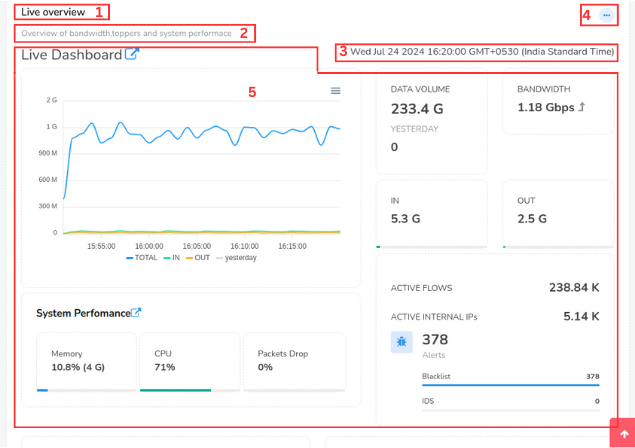 Live overview 1
4 ...
Overview of bandwidth,toppers and system performace 2
Live Dashboard
3 Wed Jul 24 2024 16:20:00 GMT+0530 (India Standard Time)
5
2 G
1 G
900 M
600 M
300 M
0
15:55:00 16:00:00 16:05:00 16:10:00 16:15:00
TOTAL IN OUT yesterday
DATA VOLUME
233.4 G
YESTERDAY
0
BANDWIDTH
1.18 Gbps
IN
5.3 G
OUT
2.5 G
System Perfomance
Memory
10.8% (4 G)
CPU
71%
Packets Drop
0%
ACTIVE FLOWS 238.84 K
ACTIVE INTERNAL IPs 5.14 K
378
Alerts
Blacklist 378
IDS 0